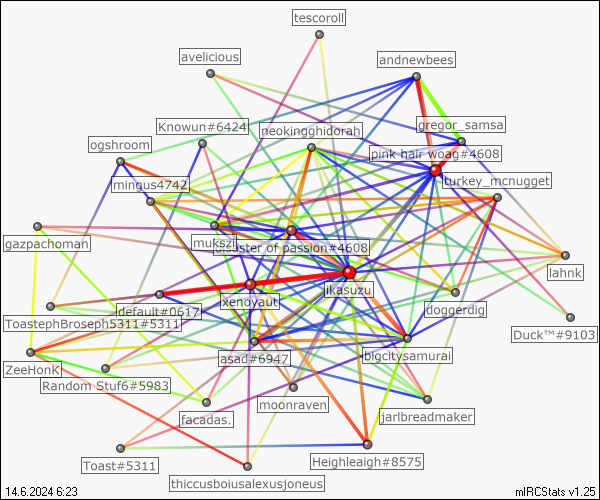 tescoroll
avelicious
andnewbees
gregor_samsa
Knowun#6424
neokingghidorah
ogshroom
pink hair woag#4608
mingus4742
turkey_mcnugget
gazpachoman
mukszi
disaster of passion#4608
lahnk
xenoyaut
ikasuzu
default#0617
doggerdig
ToastephBroseph5311#5311
Duck™#9103
asad#6947
bigcitysamurai
ZeeHonK
Random Stuf6#5983
moonraven
facadas.
jarlbreadmaker
Toast#5311
Heighleaigh#8575
thiccusboiusalexusjoneus
14.6.2024 6:23
mIRCStats v1.25